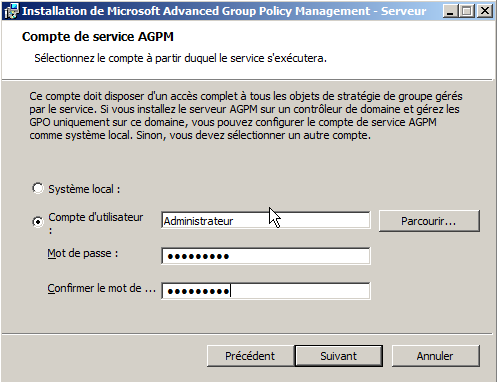 Installation de Microsoft Advanced Group Policy Management - Serveur
Compte de service AGPM
Sélectionnez le compte à partir duquel le service s'exécutera.
Ce compte doit disposer d'un accès complet à tous les objets de stratégie de groupe gérés
par le service. Si vous installez le serveur AGPM sur un contrôleur de domaine et gérez les
GPO uniquement sur ce domaine, vous pouvez configurer le compte de service AGPM
comme système local. Sinon, vous devez sélectionner un autre compte.
Système local :
Compte d'utilisateur
:
Administrateur
Parcourir...
Mot de passe :
●●●●●●●●●
Confirmer le mot de ...
●●●●●●●●●
Précédent
Suivant
Annuler